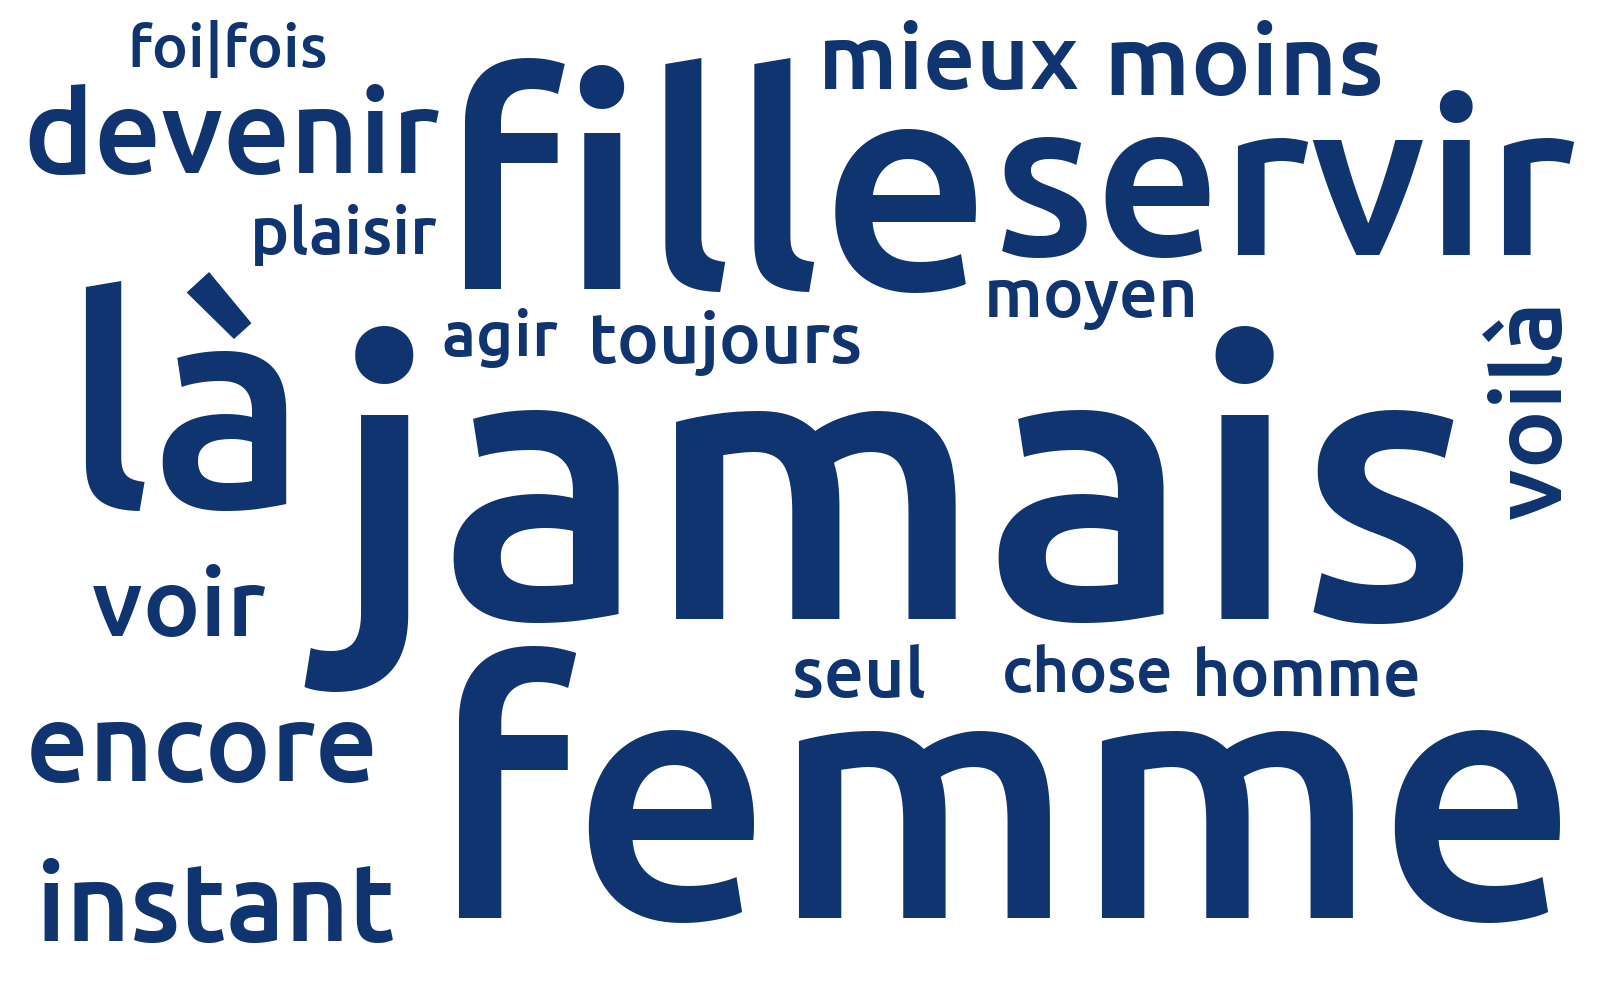 foi|fois
mieux moins
devenir
fille
servir
plaisir
moyen
là
agir toujours
voilà
jamais
voir
seul
chose
homme
encore
femme
instant